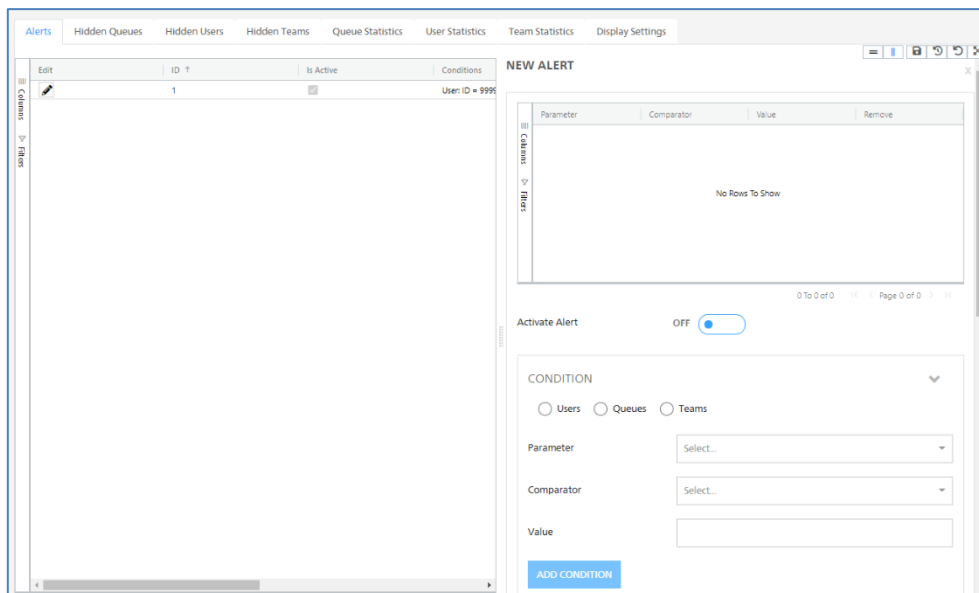 Alerts Hidden Queues Hidden Users Hidden Teams Queue Statistics User Statistics Team Statistics Display Settings
Edit ID Is Active Conditions
1 User: ID = 9999
Columns
Filters
NEW ALERT
X
Parameter Comparator Value Remove
Columns
Filters
No Rows To Show
0 To 0 of 0 Page 0 of 0
Activate Alert OFF
CONDITION
Users Queues Teams
Parameter Select...
Comparator Select...
Value
ADD CONDITION